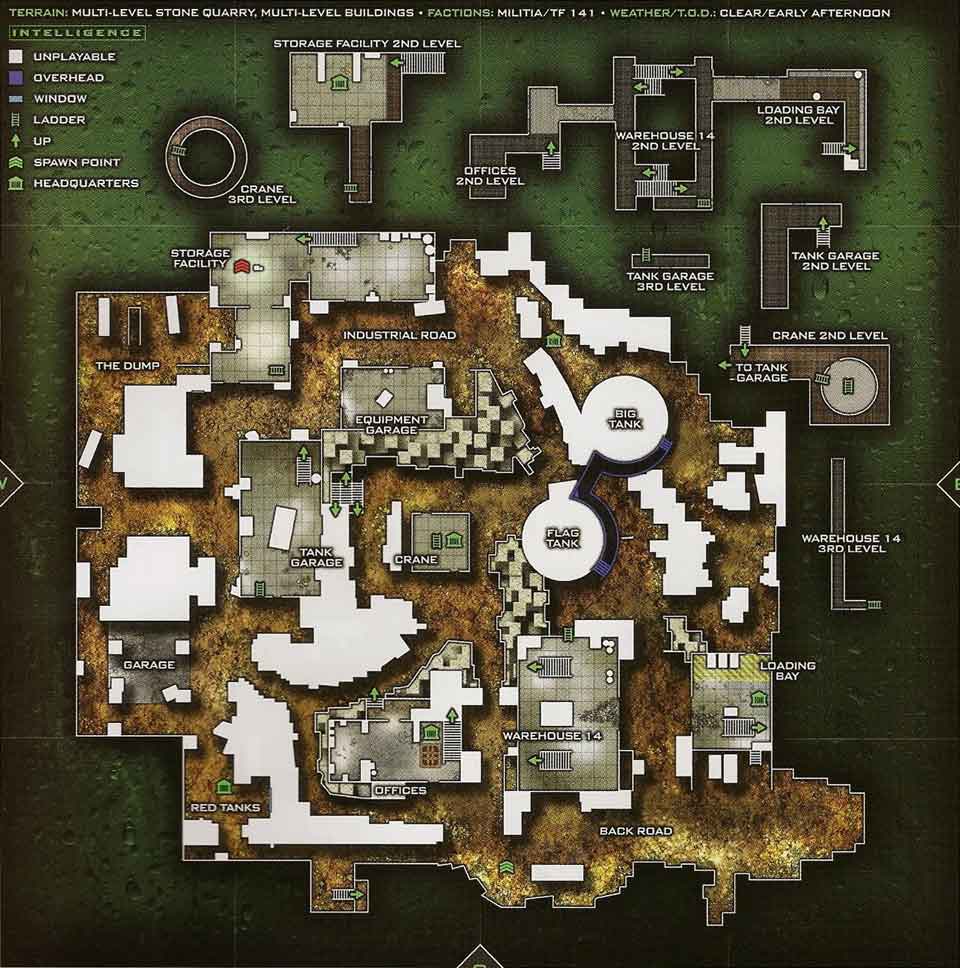 TERRAIN: MULTI-LEVEL STONE QUARRY, MULTI-LEVEL BUILDINGS • FACTIONS: MILITIA/TF 141 • WEATHER/T.O.D.: CLEAR/EARLY AFTERNOON
INTELLIGENCE
UNPLAYABLE
OVERHEAD
WINDOW
LADDER
UP
SPAWN POINT
HEADQUARTERS
STORAGE FACILITY 2ND LEVEL
CRANE
3RD LEVEL
OFFICES
2ND LEVEL
WAREHOUSE 14
2ND LEVEL
LOADING BAY
2ND LEVEL
TANK GARAGE
2ND LEVEL
TANK GARAGE
3RD LEVEL
CRANE 2ND LEVEL
TO TANK
GARAGE
STORAGE
FACILITY
INDUSTRIAL ROAD
THE DUMP
EQUIPMENT
GARAGE
BIG
TANK
FLAG
TANK
TANK
GARAGE
CRANE
WAREHOUSE 14
3RD LEVEL
GARAGE
LOADING
BAY
WAREHOUSE 14
OFFICES
RED TANKS
BACK ROAD